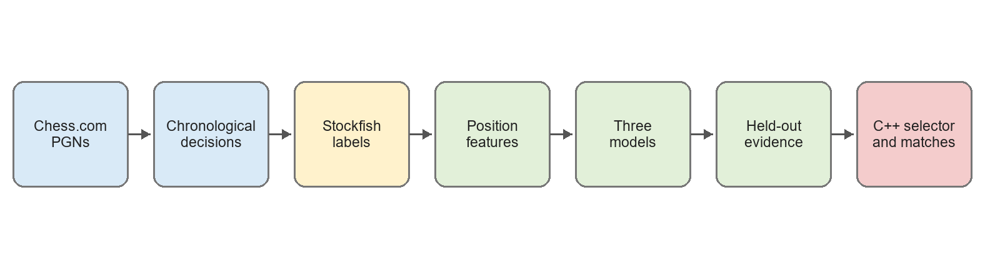 Chess.com
PGNs
Chronological
decisions
Stockfish
labels
Position
features
Three
models
Held-out
evidence
C++ selector
and matches